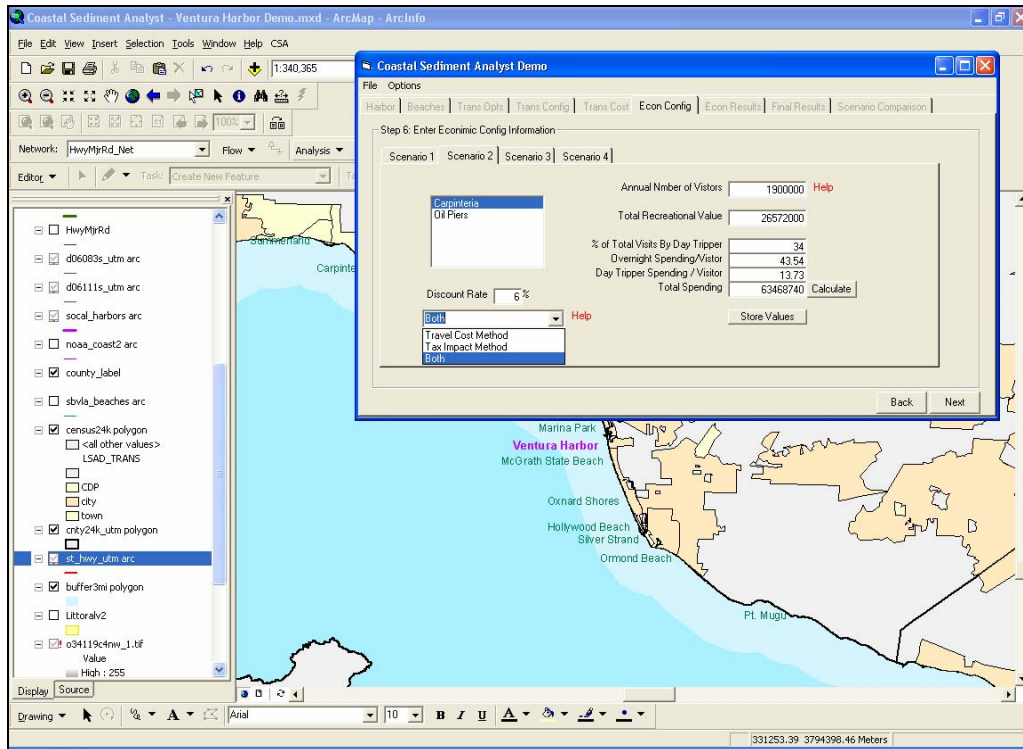 Coastal Sediment Analyst - Ventura Harbor Demo.mxd - ArcMap - ArcInfo
File Edit View Insert Selection Tools Window Help CSA
1:340,365
100%
Network: HwyMjrRd_Net Flow Analysis
Editor Task: Create New Feature
HwyMjrRd
d06083s_utm arc
d06111s_utm arc
socal_harbors arc
noaa_coast2 arc
county_label
sbvla_beaches arc
census24k polygon
<all other values>
LSAD_TRANS
CDP
city
town
cnty24k_utm polygon
st_hwy_utm arc
buffer3mi polygon
Littoralv2
o34119c4nw_1.tif
Value
High : 255
Display Source
Summerland
Carpinte
Coastal Sediment Analyst Demo
File Options
Harbor Beaches Trans Opts Trans Config Trans Cost Econ Config Econ Results Final Results Scenario Comparison
Step 6: Enter Econimic Config Information
Scenario 1 Scenario 2 Scenario 3 Scenario 4
Carpinteria
Oil Piers
Annual Nmber of Vistors 1900000 Help
Total Recreational Value 26572000
% of Total Visits By Day Tripper 34
Overnight Spending/Vistor 43.54
Day Tripper Spending / Visitor 13.73
Total Spending 63468740 Calculate
Discount Rate 6 %
Both Help
Travel Cost Method
Tax Impact Method
Both
Store Values
Back Next
Marina Park
Ventura Harbor
McGrath State Beach
Oxnard Shores
Hollywood Beach
Silver Strand
Ormond Beach
Pt. Mugu
Drawing A Arial 10 B I U A
331253.39 3794398.46 Meters